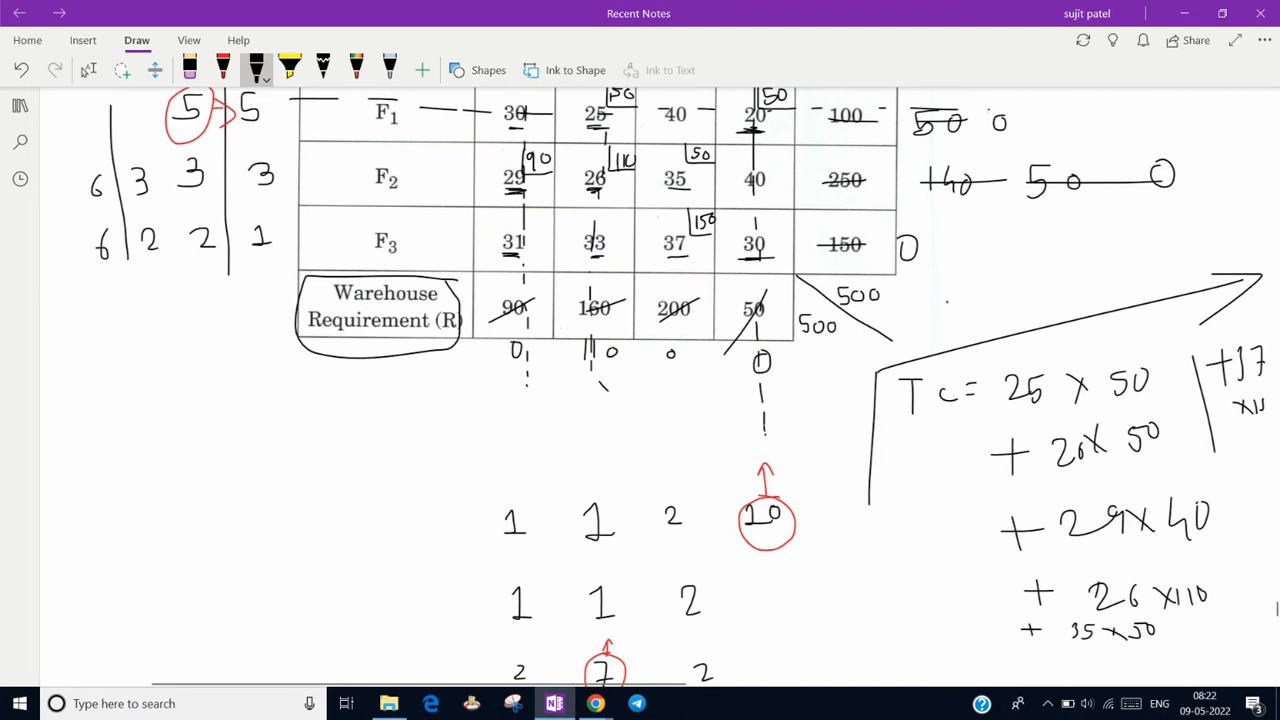 Recent Notes
sujit patel
Home Insert Draw View Help
Share
Shapes Ink to Shape Ink to Text
5 5 F₁ 30 25 50 40 20 50 100 50 0
6 3 3 3 F₂ 29 90 26 110 35 50 40 250 140 50 0
6 2 2 1 F₃ 31 33 37 150 30 150 0
Warehouse
Requirement (R) 90 160 200 50 500
500
0 110 0 0
TC = 25 × 50
+ 20 × 50
+ 29 × 40
+ 26 × 110
+ 35 × 50
+37
1 1 2 10
1 1 2
2 7 2
Type here to search
ENG
08:22
09-05-2022
3